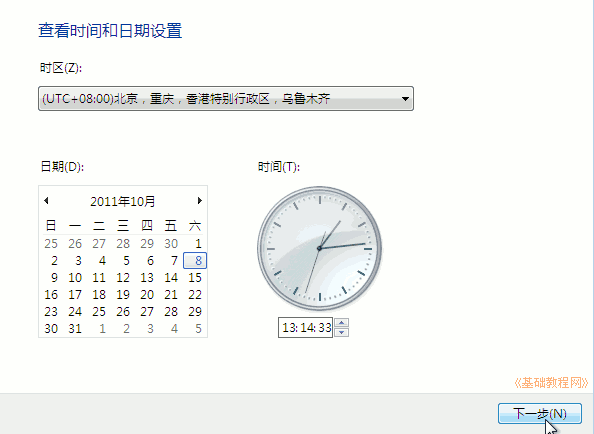 查看时间和日期设置
时区(Z):
(UTC+08:00)北京，重庆，香港特别行政区，乌鲁木齐
日期(D): 时间(T):
2011年10月
日 一 二 三 四 五 六
25 26 27 28 29 30 1
2 3 4 5 6 7 8
9 10 11 12 13 14 15
16 17 18 19 20 21 22
23 24 25 26 27 28 29
30 31 1 2 3 4 5
13:14:33
《基础教程网》
下一步(N)